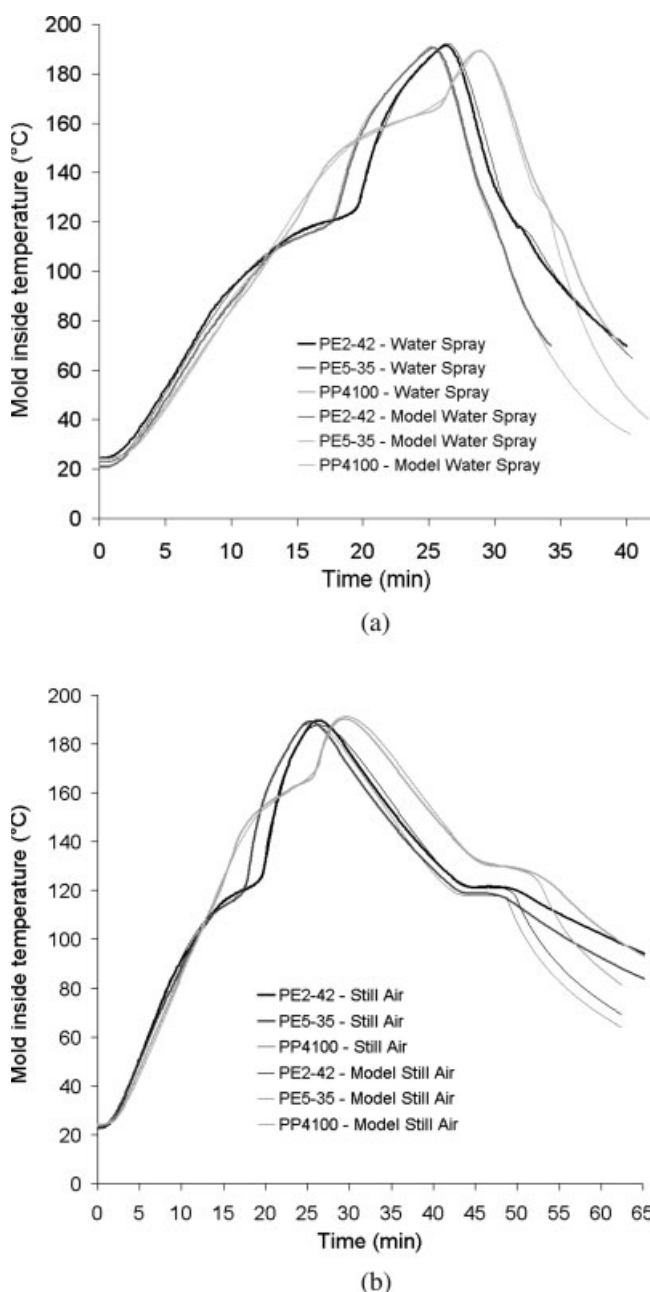 200
180
160
140
120
100
80
60
40
20
0
Mold inside temperature (°C)
PE2-42 - Water Spray
PE5-35 - Water Spray
PP4100 - Water Spray
PE2-42 - Model Water Spray
PE5-35 - Model Water Spray
PP4100 - Model Water Spray
0 5 10 15 20 25 30 35 40
Time (min)
(a)
200
180
160
140
120
100
80
60
40
20
0
Mold inside temperature (°C)
PE2-42 - Still Air
PE5-35 - Still Air
PP4100 - Still Air
PE2-42 - Model Still Air
PE5-35 - Model Still Air
PP4100 - Model Still Air
0 5 10 15 20 25 30 35 40 45 50 55 60 65
Time (min)
(b)